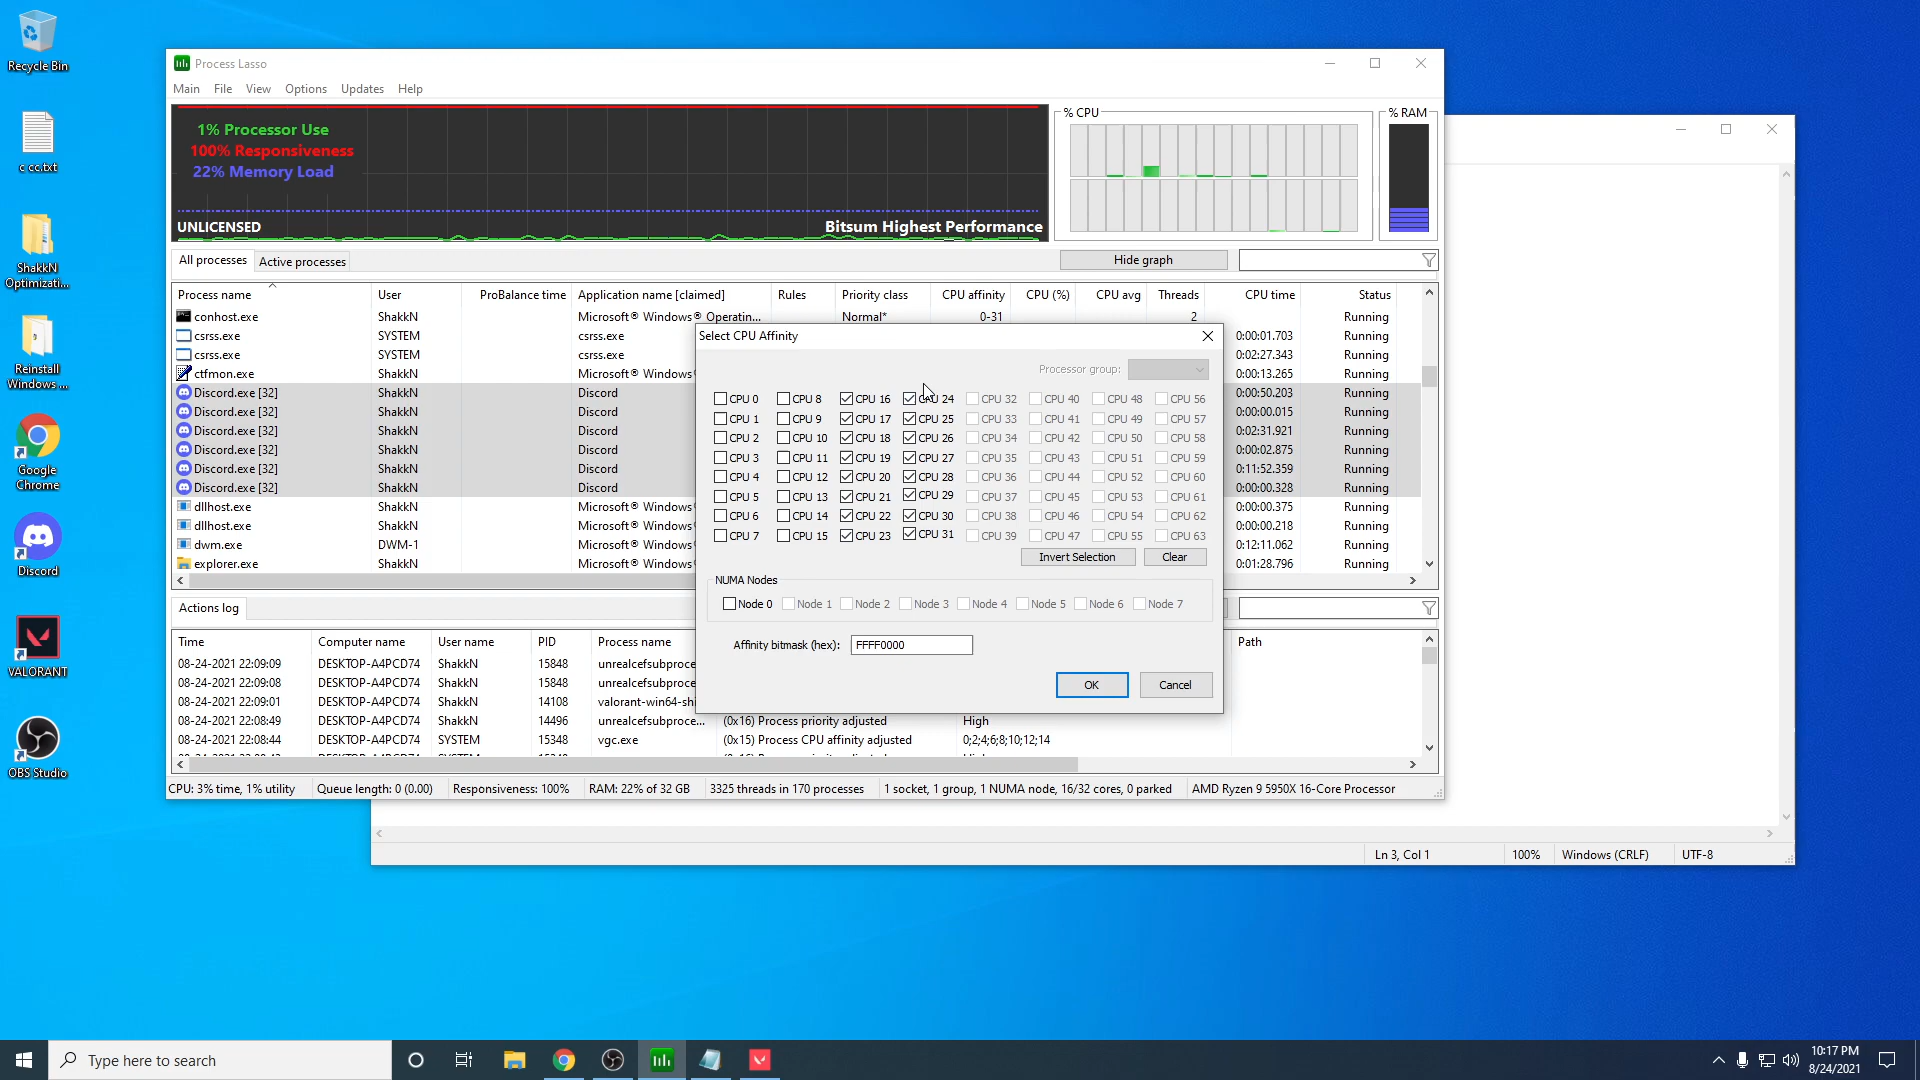 Recycle Bin
c cc.txt
ShakkN
Optimizati...
Reinstall
Windows ...
Google
Chrome
Discord
VALORANT
OBS Studio
Process Lasso
Main File View Options Updates Help
1% Processor Use
100% Responsiveness
22% Memory Load
UNLICENSED
Bitsum Highest Performance
% CPU
% RAM
All processes Active processes Hide graph
Process name User ProBalance time Application name [claimed] Rules Priority class CPU affinity CPU (%) CPU avg Threads CPU time Status
conhost.exe ShakkN Microsoft® Windows® Operatin... Normal* 0-31 2 Running
csrss.exe SYSTEM csrss.exe 0:00:01.703 Running
csrss.exe SYSTEM csrss.exe 0:02:27.343 Running
ctfmon.exe ShakkN Microsoft® Windows 0:00:13.265 Running
Discord.exe [32] ShakkN Discord 0:00:50.203 Running
Discord.exe [32] ShakkN Discord 0:00:00.015 Running
Discord.exe [32] ShakkN Discord 0:02:31.921 Running
Discord.exe [32] ShakkN Discord 0:00:02.875 Running
Discord.exe [32] ShakkN Discord 0:11:52.359 Running
Discord.exe [32] ShakkN Discord 0:00:00.328 Running
dllhost.exe ShakkN Microsoft® Windows 0:00:00.375 Running
dllhost.exe ShakkN Microsoft® Windows 0:00:00.218 Running
dwm.exe DWM-1 Microsoft® Windows 0:12:11.062 Running
explorer.exe ShakkN Microsoft® Windows 0:01:28.796 Running
Select CPU Affinity
Processor group:
CPU 0 CPU 8 CPU 16 CPU 24 CPU 32 CPU 40 CPU 48 CPU 56
CPU 1 CPU 9 CPU 17 CPU 25 CPU 33 CPU 41 CPU 49 CPU 57
CPU 2 CPU 10 CPU 18 CPU 26 CPU 34 CPU 42 CPU 50 CPU 58
CPU 3 CPU 11 CPU 19 CPU 27 CPU 35 CPU 43 CPU 51 CPU 59
CPU 4 CPU 12 CPU 20 CPU 28 CPU 36 CPU 44 CPU 52 CPU 60
CPU 5 CPU 13 CPU 21 CPU 29 CPU 37 CPU 45 CPU 53 CPU 61
CPU 6 CPU 14 CPU 22 CPU 30 CPU 38 CPU 46 CPU 54 CPU 62
CPU 7 CPU 15 CPU 23 CPU 31 CPU 39 CPU 47 CPU 55 CPU 63
Invert Selection Clear
NUMA Nodes
Node 0 Node 1 Node 2 Node 3 Node 4 Node 5 Node 6 Node 7
Affinity bitmask (hex): FFFF0000
OK Cancel
Actions log
Time Computer name User name PID Process name Path
08-24-2021 22:09:09 DESKTOP-A4PCD74 ShakkN 15848 unrealcefsubproce
08-24-2021 22:09:08 DESKTOP-A4PCD74 ShakkN 15848 unrealcefsubproce
08-24-2021 22:09:01 DESKTOP-A4PCD74 ShakkN 14108 valorant-win64-shi
08-24-2021 22:08:49 DESKTOP-A4PCD74 ShakkN 14496 unrealcefsubproce... (0x16) Process priority adjusted High
08-24-2021 22:08:44 DESKTOP-A4PCD74 SYSTEM 15348 vgc.exe (0x15) Process CPU affinity adjusted 0;2;4;6;8;10;12;14
CPU: 3% time, 1% utility Queue length: 0 (0.00) Responsiveness: 100% RAM: 22% of 32 GB 3325 threads in 170 processes 1 socket, 1 group, 1 NUMA node, 16/32 cores, 0 parked AMD Ryzen 9 5950X 16-Core Processor
Ln 3, Col 1 100% Windows (CRLF) UTF-8
Type here to search
10:17 PM
8/24/2021